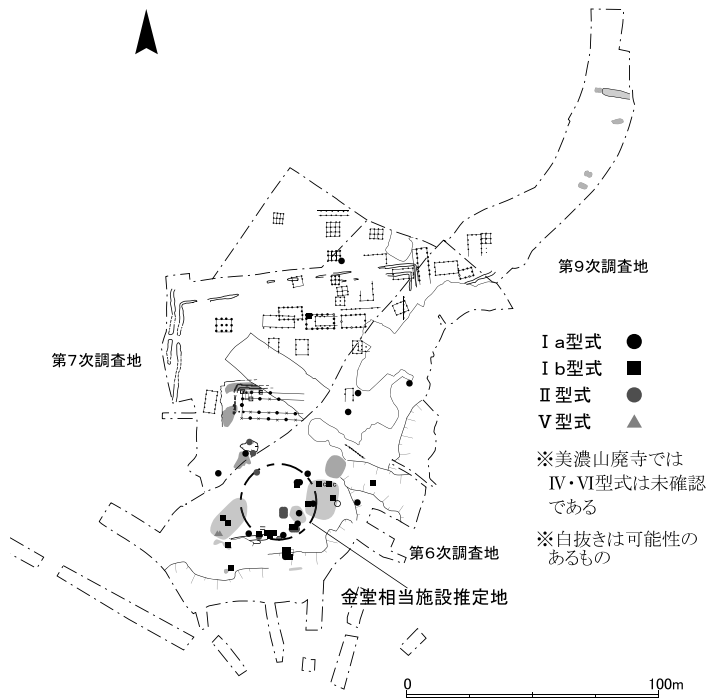 第9次調査地
Ⅰa型式
Ⅰb型式
第7次調査地
Ⅱ型式
Ⅴ型式
※美濃山廃寺では
Ⅳ・Ⅵ型式は未確認
である
※白抜きは可能性の
あるもの
第6次調査地
金堂相当施設推定地
0
100m